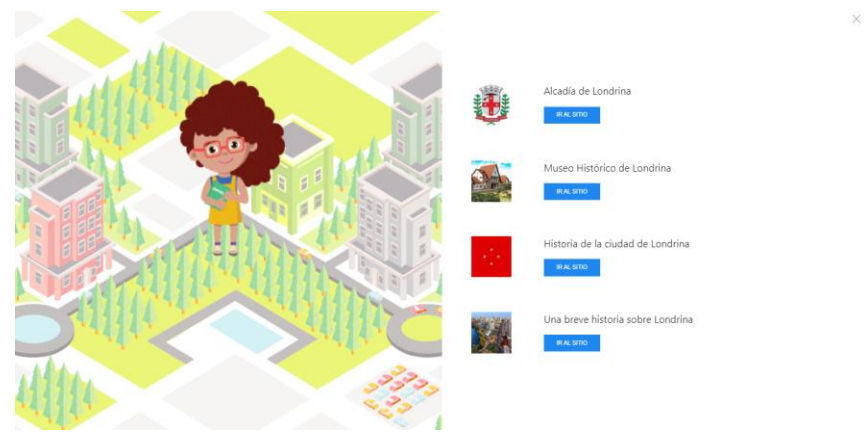 Alcadía de Londrina
IR AL SITIO
Museo Histórico de Londrina
IR AL SITIO
Historia de la ciudad de Londrina
IR AL SITIO
Una breve historia sobre Londrina
IR AL SITIO